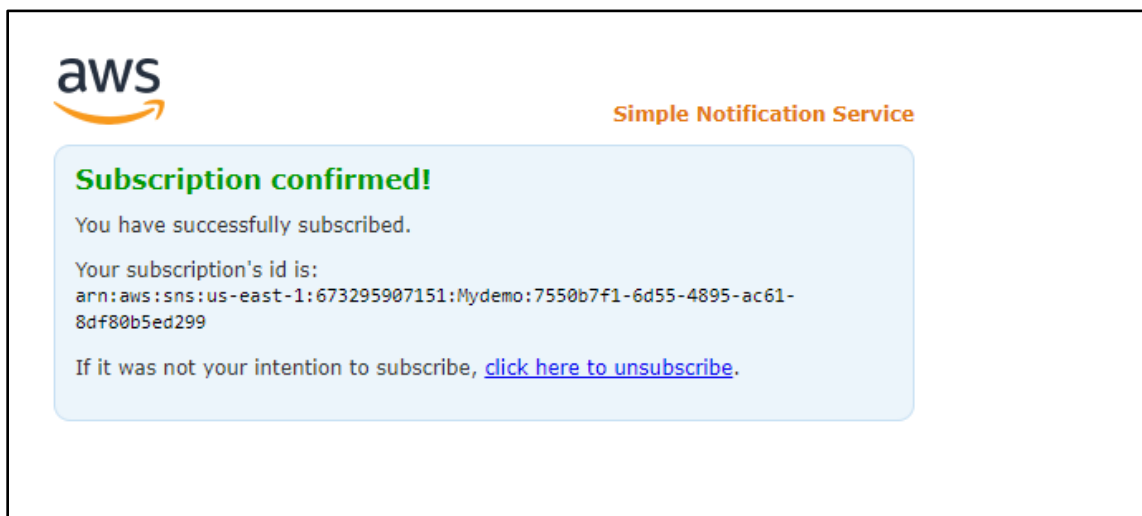 aws
Simple Notification Service
Subscription confirmed!
You have successfully subscribed.
Your subscription's id is:
arn:aws:sns:us-east-1:673295907151:Mydemo:7550b7f1-6d55-4895-ac61-
8df80b5ed299
If it was not your intention to subscribe, click here to unsubscribe.